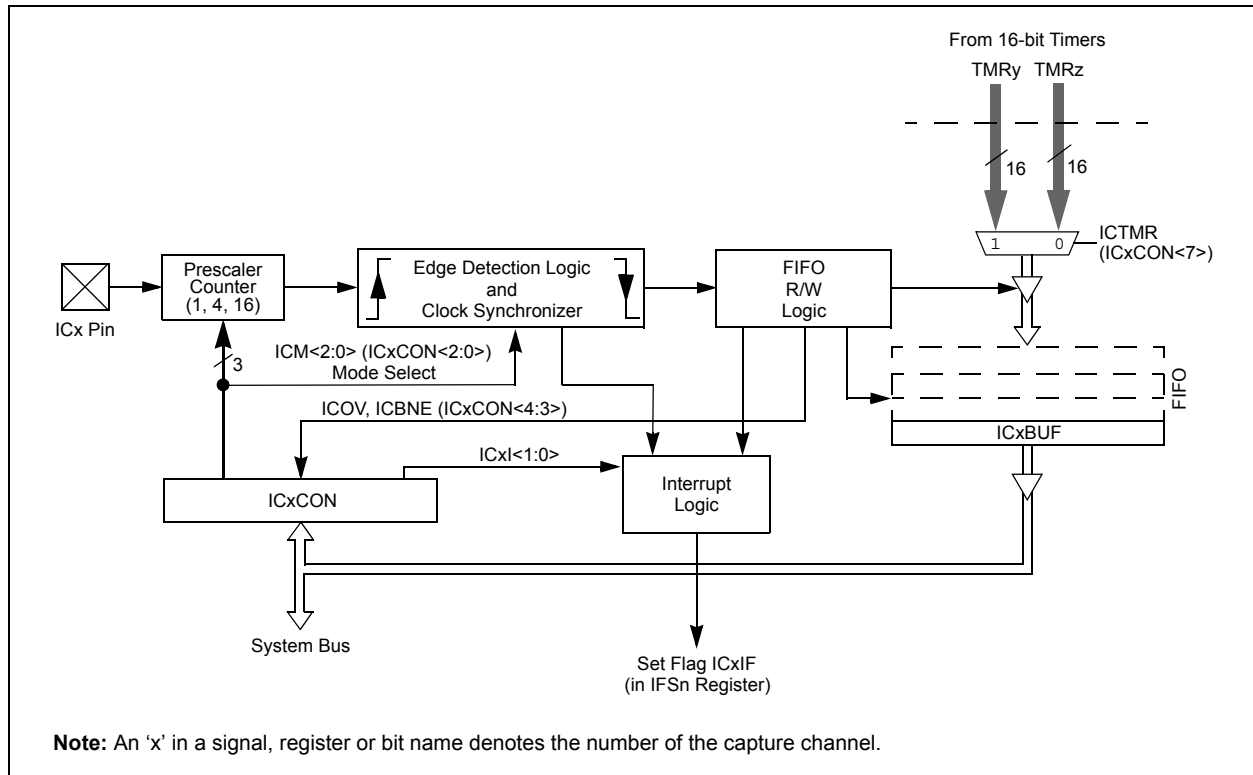 From 16-bit Timers
TMRy TMRz
16 16
1 0
ICTMR
(ICxCON<7>)
Prescaler
Counter
(1, 4, 16)
Edge Detection Logic
and
Clock Synchronizer
FIFO
R/W
Logic
ICx Pin
3
ICM<2:0> (ICxCON<2:0>)
Mode Select
FIFO
ICOV, ICBNE (ICxCON<4:3>)
ICxBUF
ICxI<1:0>
ICxCON
Interrupt
Logic
System Bus
Set Flag ICxIF
(in IFSn Register)
Note: An ‘x’ in a signal, register or bit name denotes the number of the capture channel.